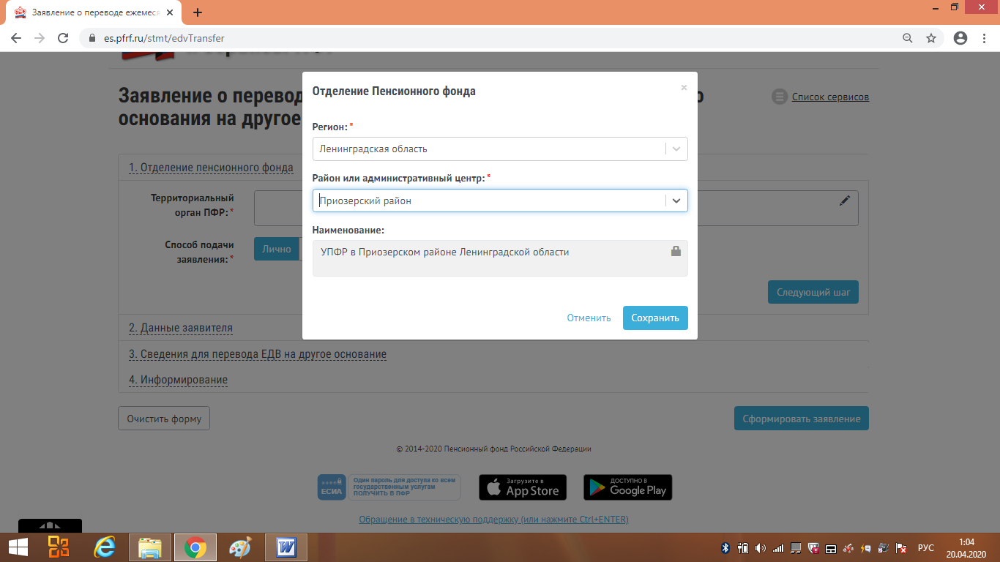 Заявление о переводе ежемеся
es.pfrf.ru/stmt/edvTransfer
Отделение Пенсионного фонда
Заявление о перевод
о
основания на другое
Список сервисов
Регион: *
Ленинградская область
1. Отделение пенсионного фонда
Район или административный центр: *
Территориальный
орган ПФР: *
Приозерский район
Наименование:
Способ подачи
заявления: *
Лично
УПФР в Приозерском районе Ленинградской области
Следующий шаг
Отменить
Сохранить
2. Данные заявителя
3. Сведения для перевода ЕДВ на другое основание
4. Информирование
Очистить форму
Сформировать заявление
© 2014-2020 Пенсионный фонд Российской Федерации
ЕСИА
Один пароль для доступа ко всем
государственным услугам
ПОЛУЧИТЬ В ПФР
Загрузите в
App Store
ДОСТУПНО В
Google Play
Обращение в техническую поддержку (или нажмите Ctrl+ENTER)
РУС
1:04
20.04.2020